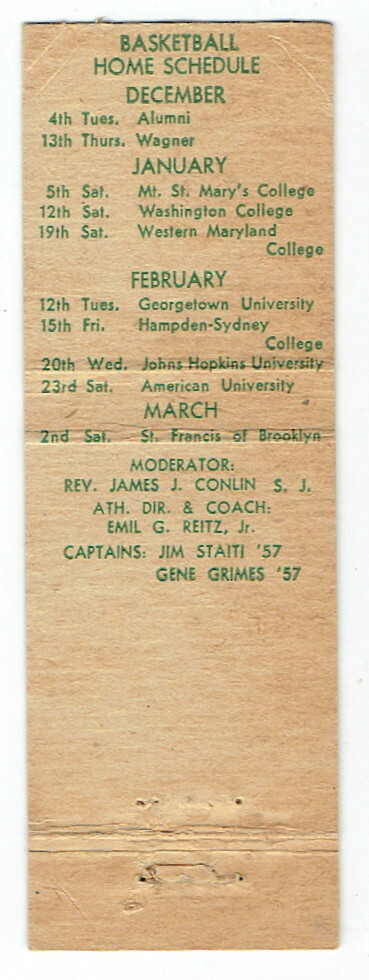 BASKETBALL
HOME SCHEDULE
DECEMBER
4th Tues. Alumni
13th Thurs. Wagner
JANUARY
5th Sat. Mt. St. Mary's College
12th Sat. Washington College
19th Sat. Western Maryland
College
FEBRUARY
12th Tues. Georgetown University
15th Fri. Hampden-Sydney
College
20th Wed. Johns Hopkins University
23rd Sat. American University
MARCH
2nd Sat. St. Francis of Brooklyn
MODERATOR:
REV. JAMES J. CONLIN S. J.
ATH. DIR. & COACH:
EMIL G. REITZ, Jr.
CAPTAINS: JIM STAITI '57
GENE GRIMES '57